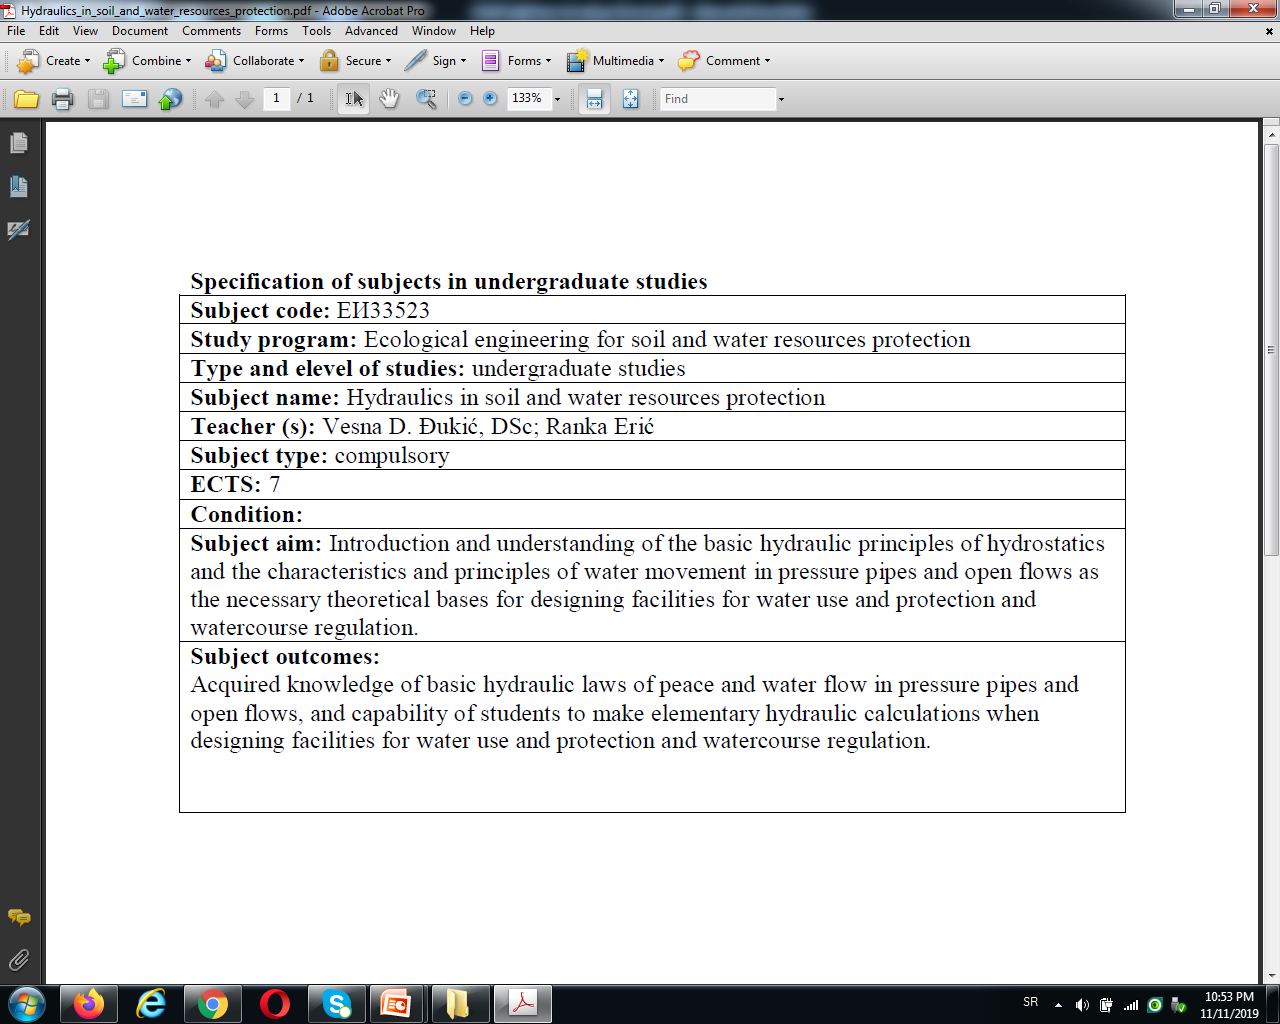 Hydraulics_in_soil_and_water_resources_protection.pdf - Adobe Acrobat Pro
File Edit View Document Comments Forms Tools Advanced Window Help
Create Combine Collaborate Secure Sign Forms Multimedia Comment
1 / 1 133% Find
Specification of subjects in undergraduate studies
Subject code: ЕИ33523
Study program: Ecological engineering for soil and water resources protection
Type and elevel of studies: undergraduate studies
Subject name: Hydraulics in soil and water resources protection
Teacher (s): Vesna D. Đukić, DSc; Ranka Erić
Subject type: compulsory
ECTS: 7
Condition:
Subject aim: Introduction and understanding of the basic hydraulic principles of hydrostatics
and the characteristics and principles of water movement in pressure pipes and open flows as
the necessary theoretical bases for designing facilities for water use and protection and
watercourse regulation.
Subject outcomes:
Acquired knowledge of basic hydraulic laws of peace and water flow in pressure pipes and
open flows, and capability of students to make elementary hydraulic calculations when
designing facilities for water use and protection and watercourse regulation.
SR
10:53 PM
11/11/2019